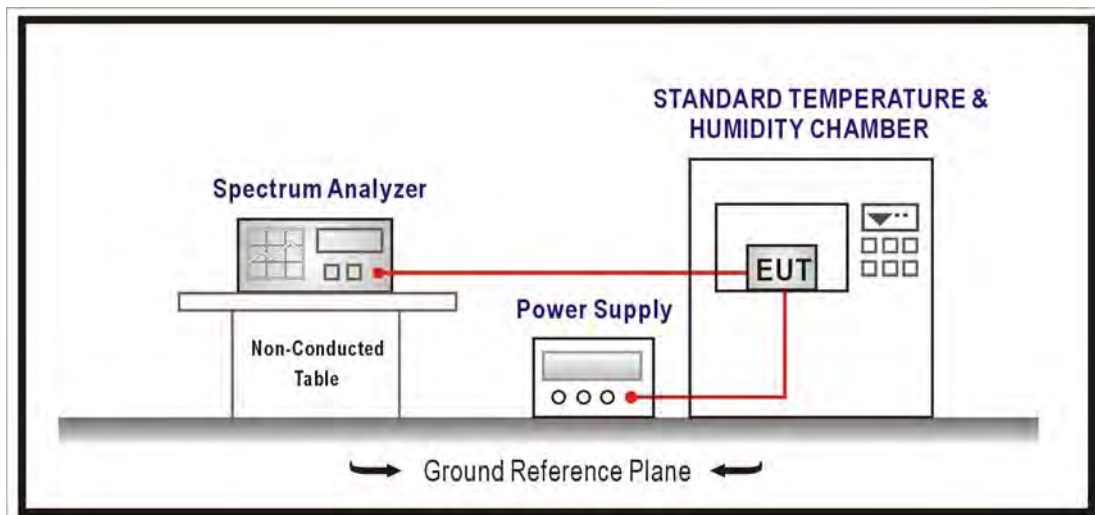 STANDARD TEMPERATURE &
HUMIDITY CHAMBER
Spectrum Analyzer
EUT
Power Supply
Non-Conducted
Table
Ground Reference Plane